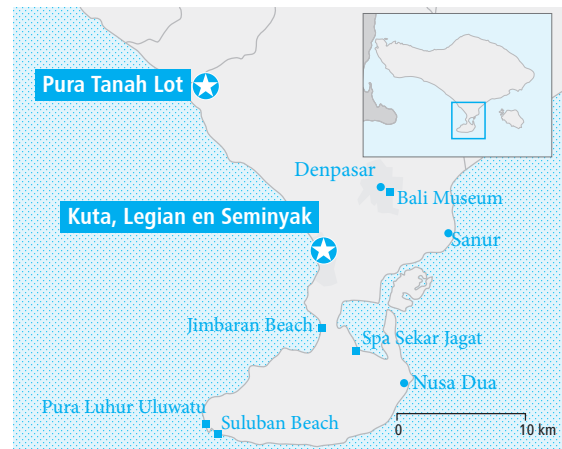 Pura Tanah Lot
Denpasar
Bali Museum
Kuta, Legian en Seminyak
Sanur
Jimbaran Beach
Spa Sekar Jagat
Nusa Dua
Pura Luhur Uluwatu
Suluban Beach
0
10 km